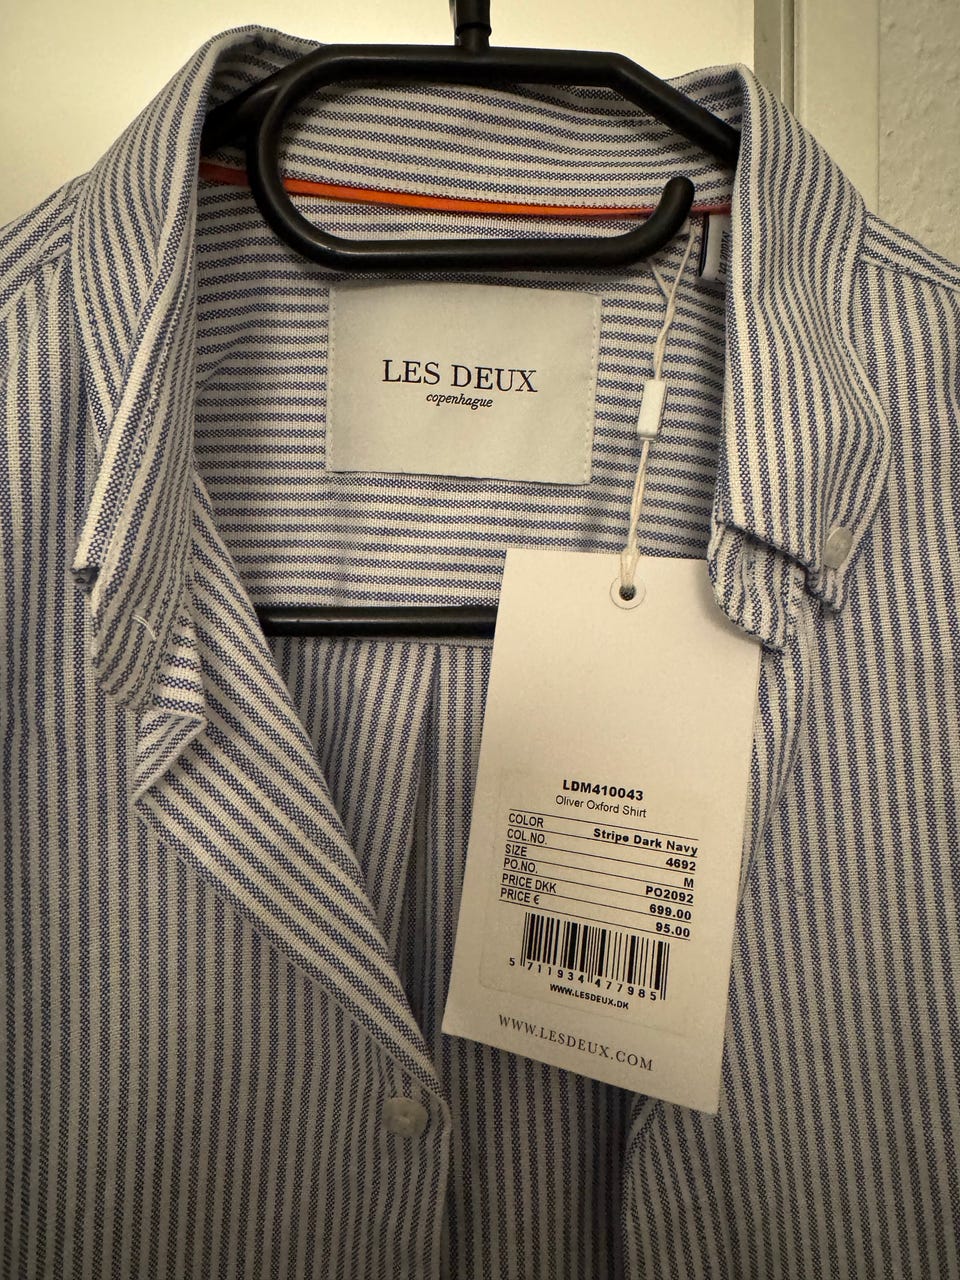 LES DEUX
copenhague
LDM410043
Oliver Oxford Shirt
COLOR Stripe Dark Navy
COL.NO. 4692
SIZE M
PO.NO. PO2092
PRICE DKK 699.00
PRICE € 95.00
5 711934 477985
WWW.LESDEUX.DK
WWW.LESDEUX.COM